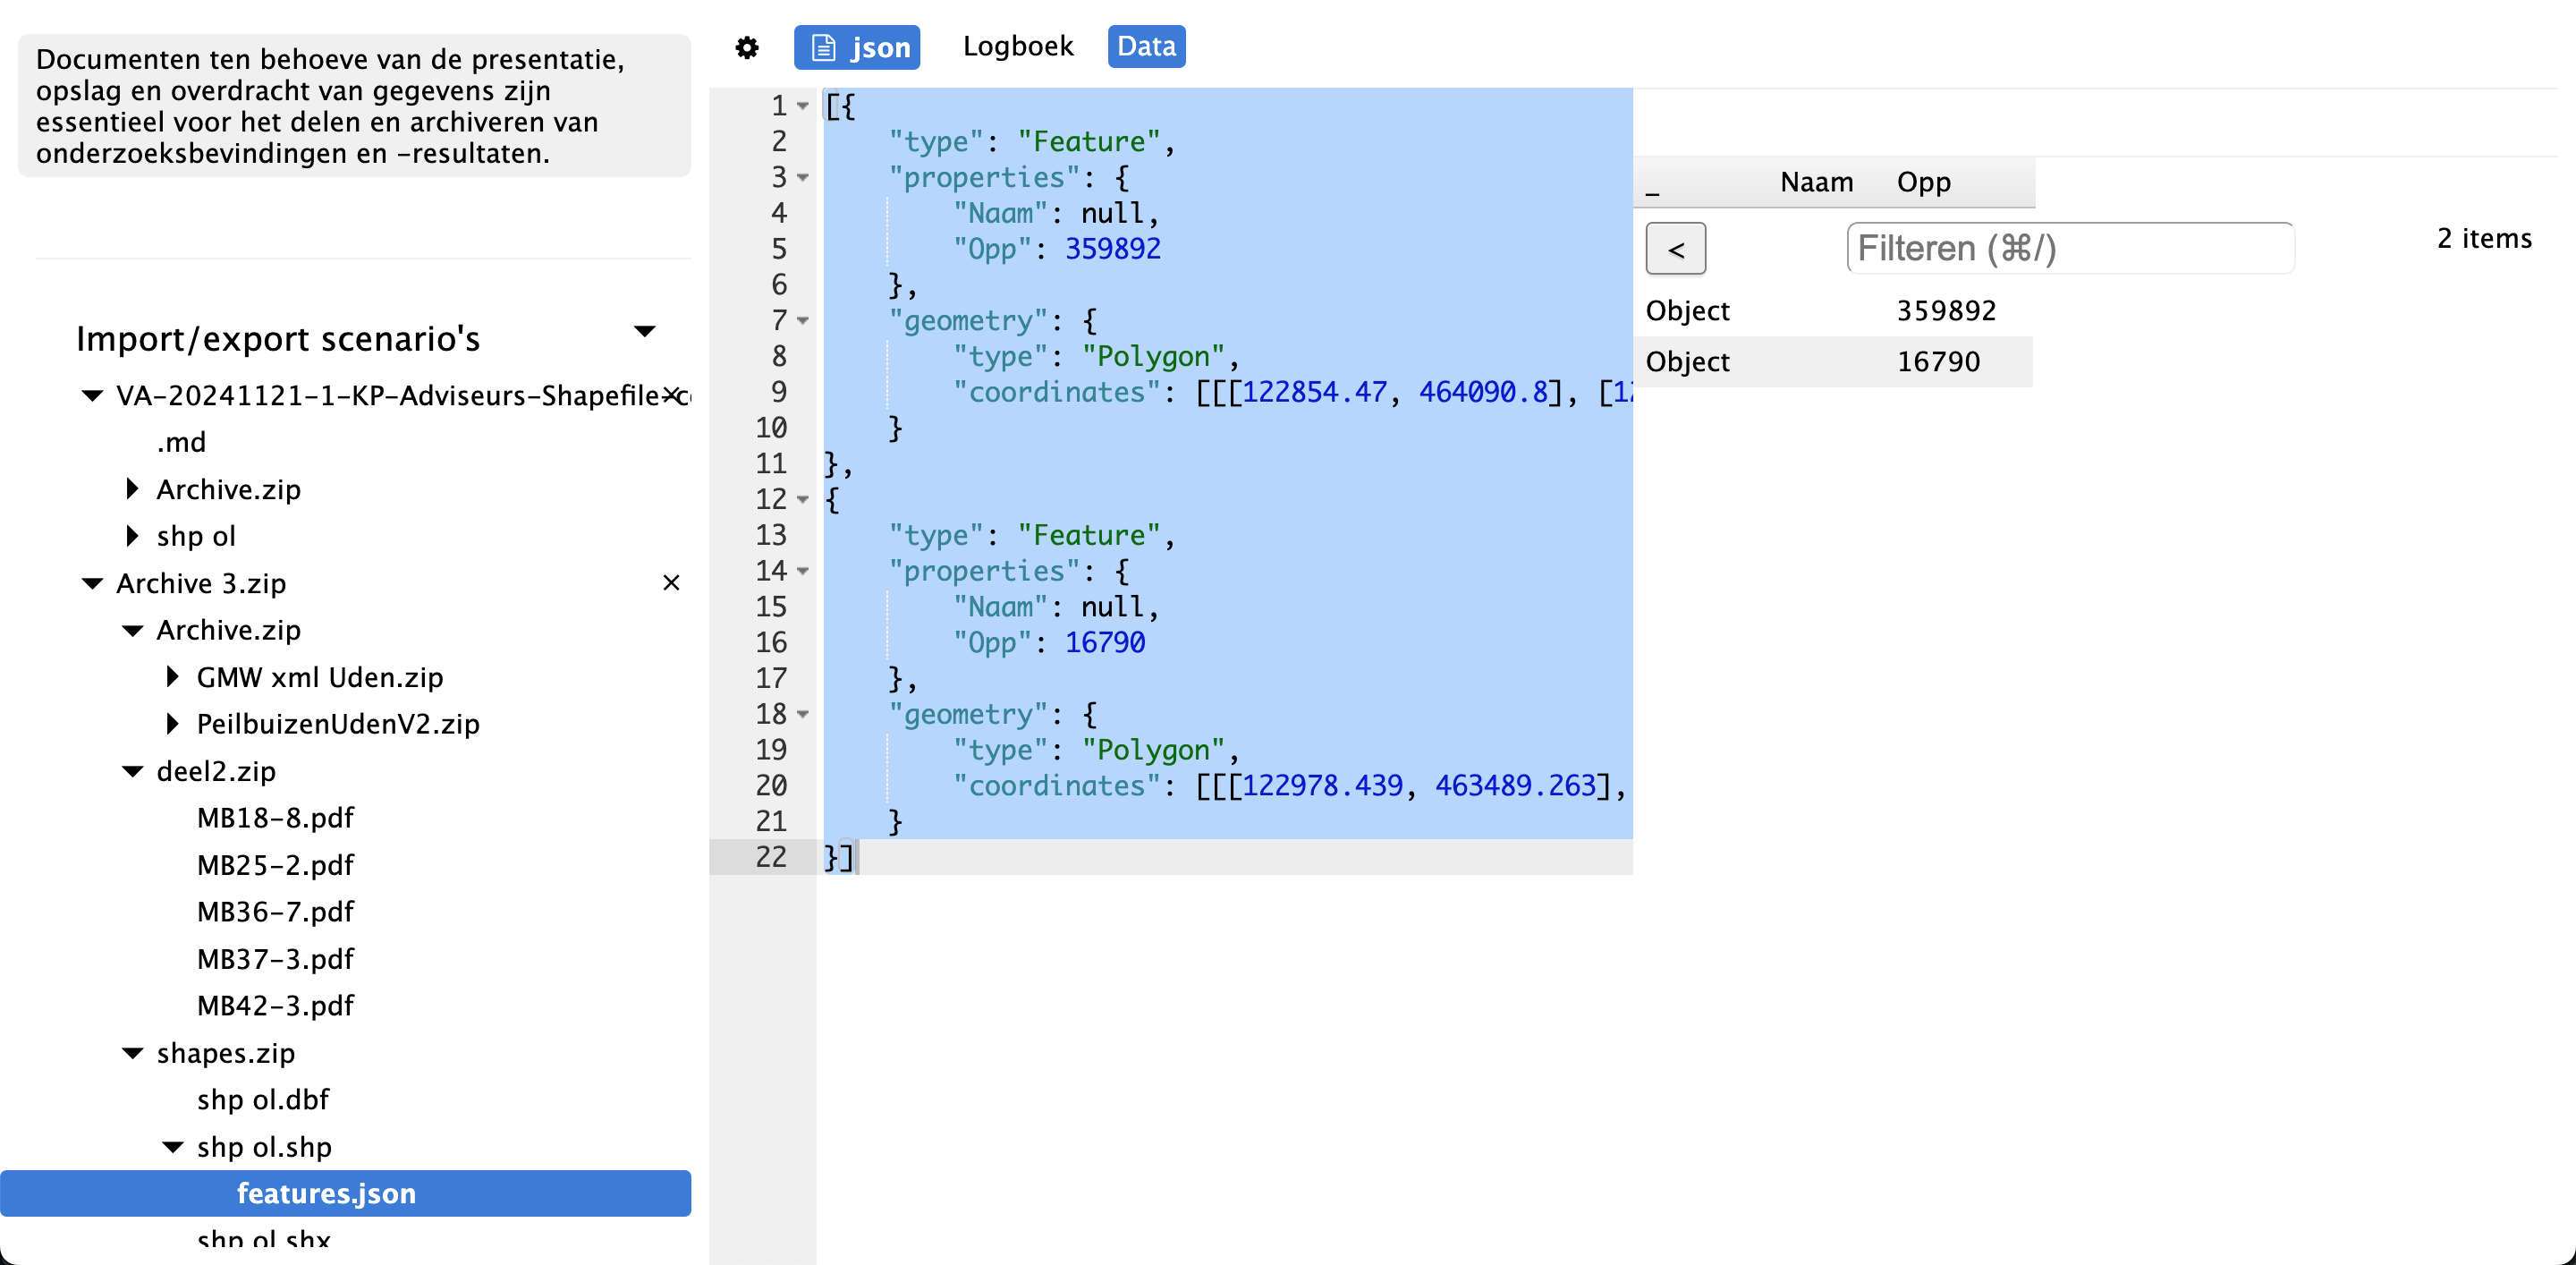 Documenten ten behoeve van de presentatie,
opslag en overdracht van gegevens zijn
essentieel voor het delen en archiveren van
onderzoeksbevindingen en -resultaten.
Import/export scenario's
VA-20241121-1-KP-Adviseurs-Shapefile-
.md
Archive.zip
shp ol
Archive 3.zip
Archive.zip
GMW xml Uden.zip
PeilbuizenUdenV2.zip
deel2.zip
MB18-8.pdf
MB25-2.pdf
MB36-7.pdf
MB37-3.pdf
MB42-3.pdf
shapes.zip
shp ol.dbf
shp ol.shp
features.json
shp ol.shx
json Logboek Data
1 [{
2 "type": "Feature",
3 "properties": {
4 "Naam": null,
5 "Opp": 359892
6 },
7 "geometry": {
8 "type": "Polygon",
9 "coordinates": [[[122854.47, 464090.8], [12
10 }
11 },
12 {
13 "type": "Feature",
14 "properties": {
15 "Naam": null,
16 "Opp": 16790
17 },
18 "geometry": {
19 "type": "Polygon",
20 "coordinates": [[[122978.439, 463489.263],
21 }
22 }]
_ Naam Opp
< Filteren (⌘/) 2 items
Object 359892
Object 16790